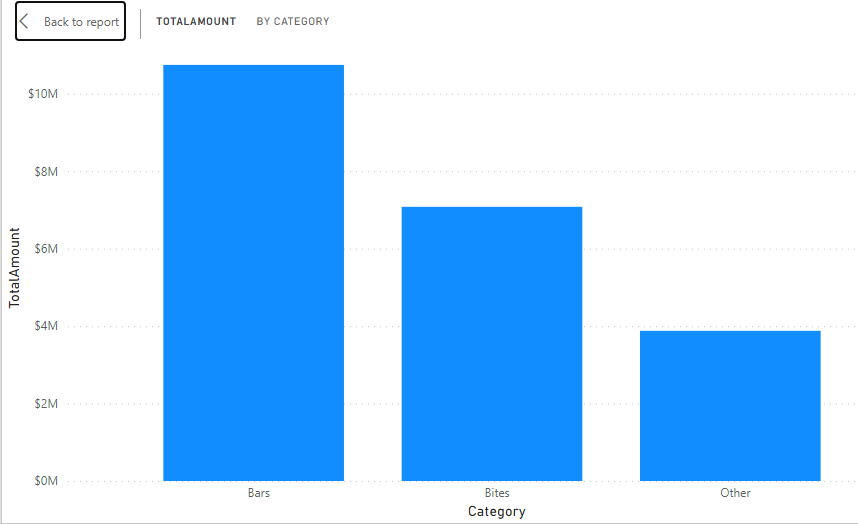 Back to report
TOTALAMOUNT BY CATEGORY
$10M
$8M
$6M
$4M
$2M
$0M
TotalAmount
Bars Bites Other
Category